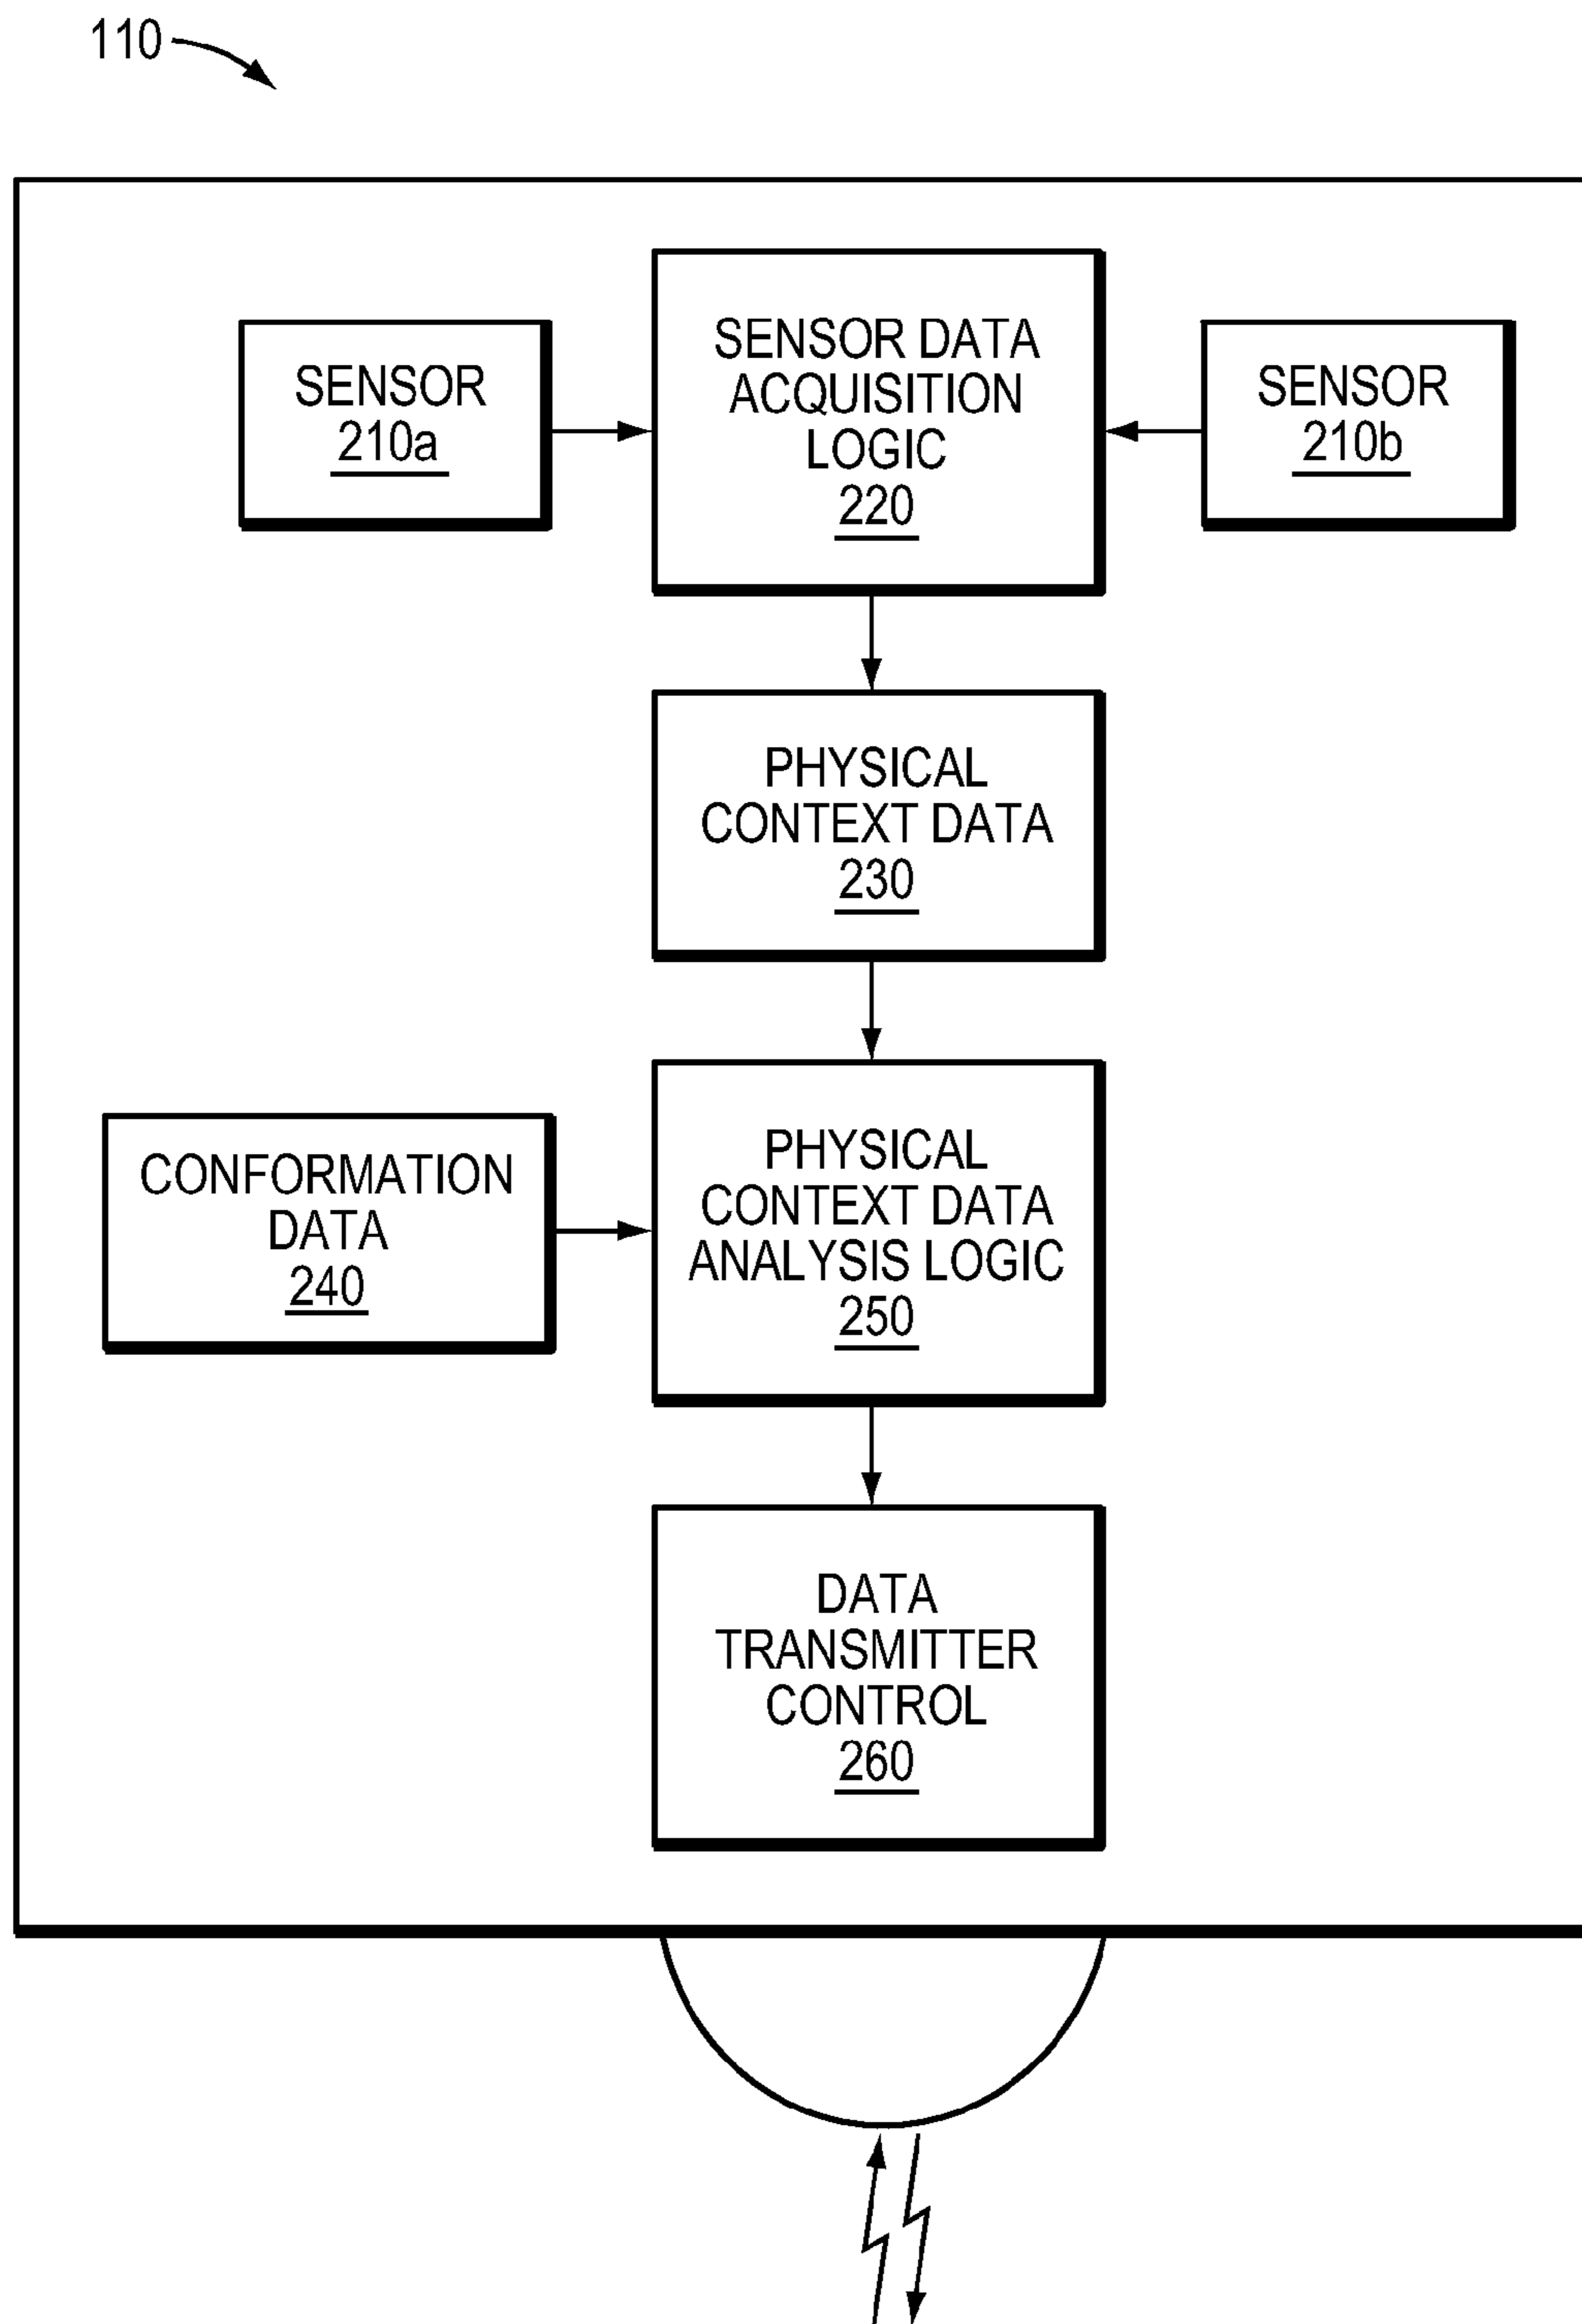 110
SENSOR
210a
SENSOR DATA
ACQUISITION
LOGIC
220
SENSOR
210b
PHYSICAL
CONTEXT DATA
230
CONFORMATION
DATA
240
PHYSICAL
CONTEXT DATA
ANALYSIS LOGIC
250
DATA
TRANSMITTER
CONTROL
260